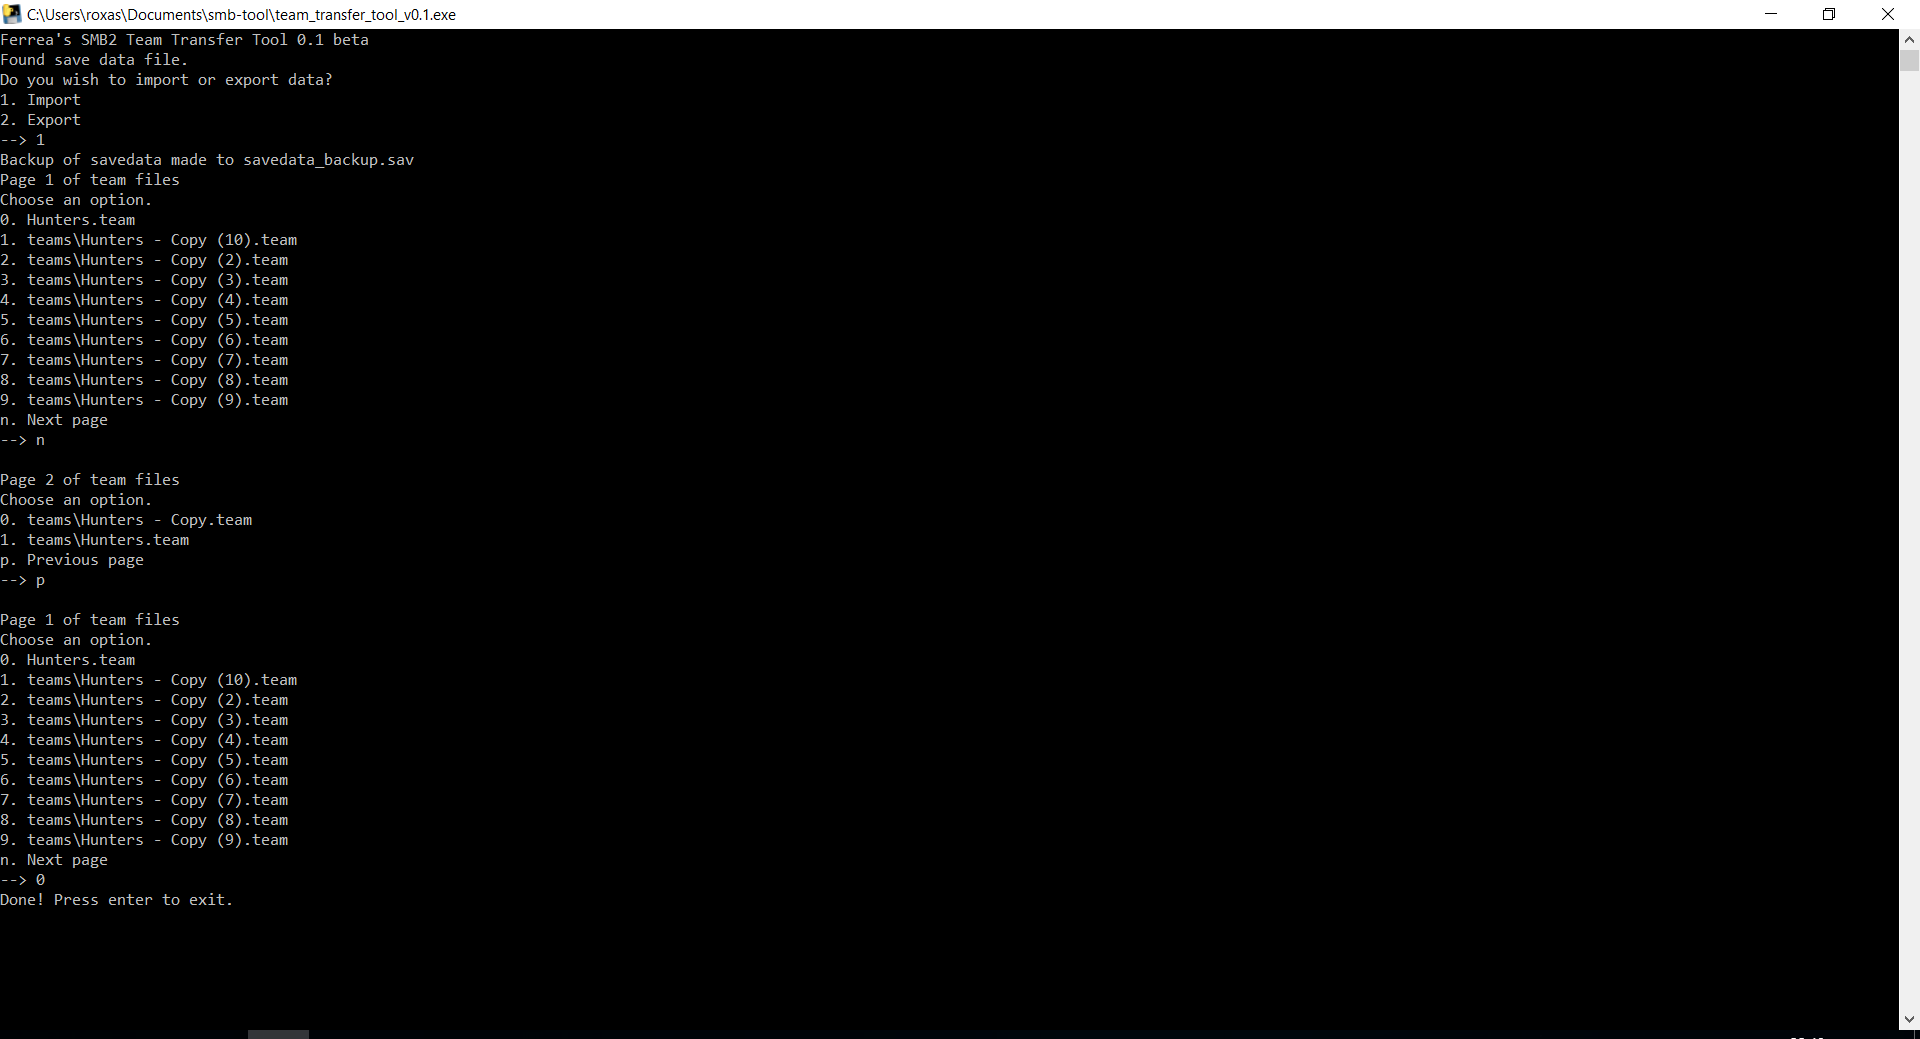 C:\Users\roxas\Documents\smb-tool\team_transfer_tool_v0.1.exe
Ferrea's SMB2 Team Transfer Tool 0.1 beta
Found save data file.
Do you wish to import or export data?
1. Import
2. Export
--> 1
Backup of savedata made to savedata_backup.sav
Page 1 of team files
Choose an option.
0. Hunters.team
1. teams\Hunters - Copy (10).team
2. teams\Hunters - Copy (2).team
3. teams\Hunters - Copy (3).team
4. teams\Hunters - Copy (4).team
5. teams\Hunters - Copy (5).team
6. teams\Hunters - Copy (6).team
7. teams\Hunters - Copy (7).team
8. teams\Hunters - Copy (8).team
9. teams\Hunters - Copy (9).team
n. Next page
--> n
Page 2 of team files
Choose an option.
0. teams\Hunters - Copy.team
1. teams\Hunters.team
p. Previous page
--> p
Page 1 of team files
Choose an option.
0. Hunters.team
1. teams\Hunters - Copy (10).team
2. teams\Hunters - Copy (2).team
3. teams\Hunters - Copy (3).team
4. teams\Hunters - Copy (4).team
5. teams\Hunters - Copy (5).team
6. teams\Hunters - Copy (6).team
7. teams\Hunters - Copy (7).team
8. teams\Hunters - Copy (8).team
9. teams\Hunters - Copy (9).team
n. Next page
--> 0
Done! Press enter to exit.